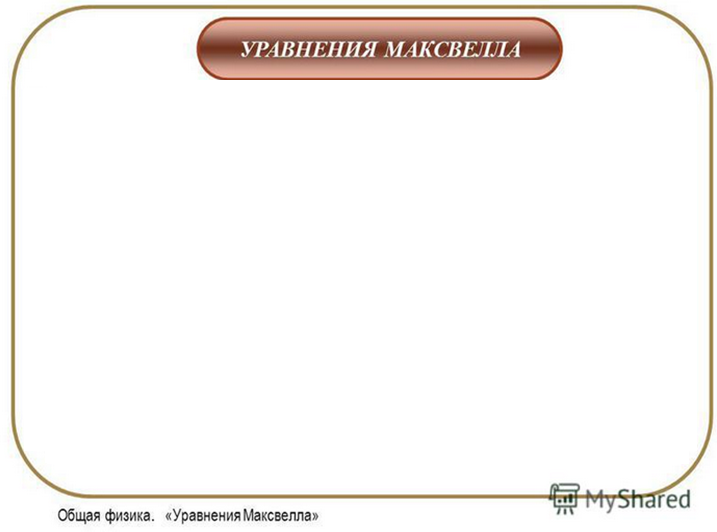 УРАВНЕНИЯ МАКСВЕЛЛА
MyShared
Общая физика. «Уравнения Максвелла»